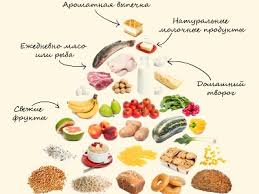 Ароматная выпечка
Натуральные
молочные продукты
Ежедневно мясо
или рыба
Домашний
творог
Свежие
фрукты